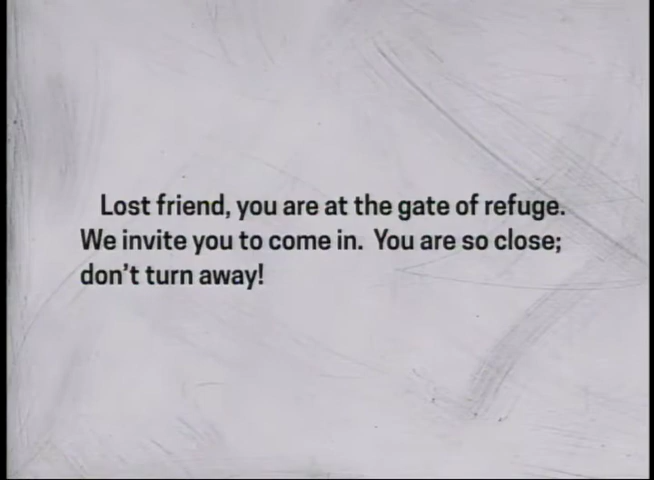 Lost friend, you are at the gate of refuge.
We invite you to come in. You are so close;
don't turn away!